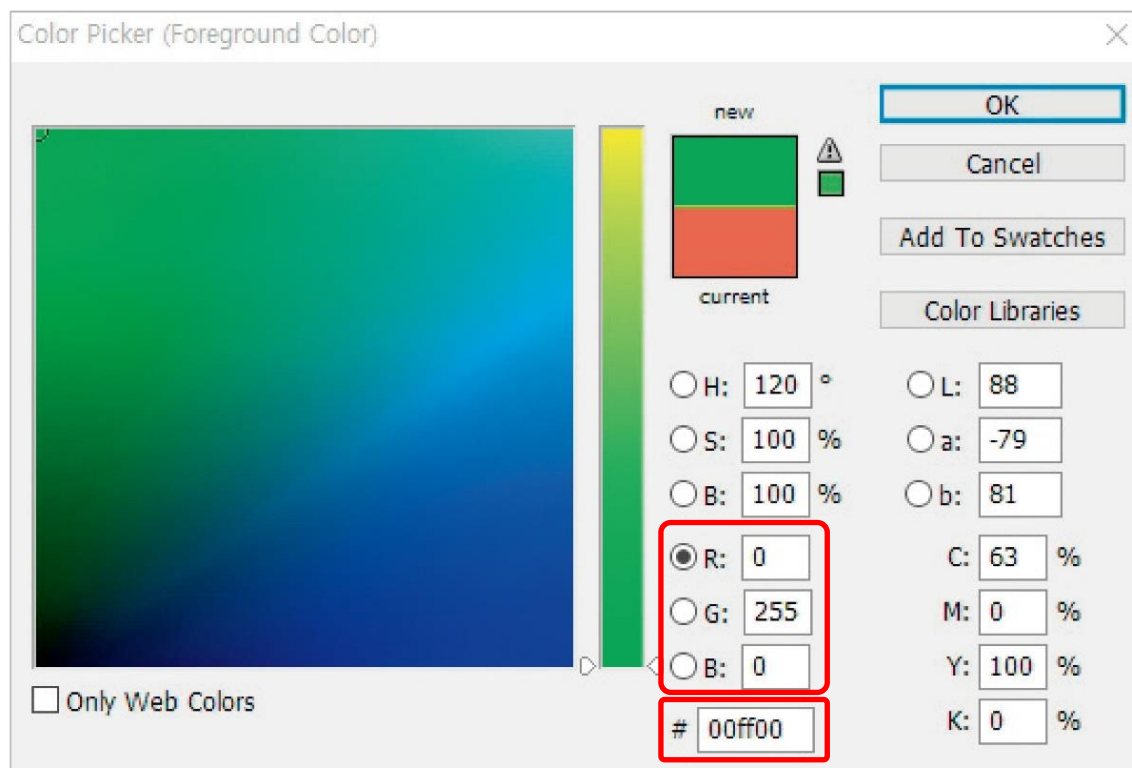 Color Picker (Foreground Color)
new
current
OK
Cancel
Add To Swatches
Color Libraries
H: 120 °
S: 100 %
B: 100 %
R: 0
G: 255
B: 0
# 00ff00
L: 88
a: -79
b: 81
C: 63 %
M: 0 %
Y: 100 %
K: 0 %
Only Web Colors